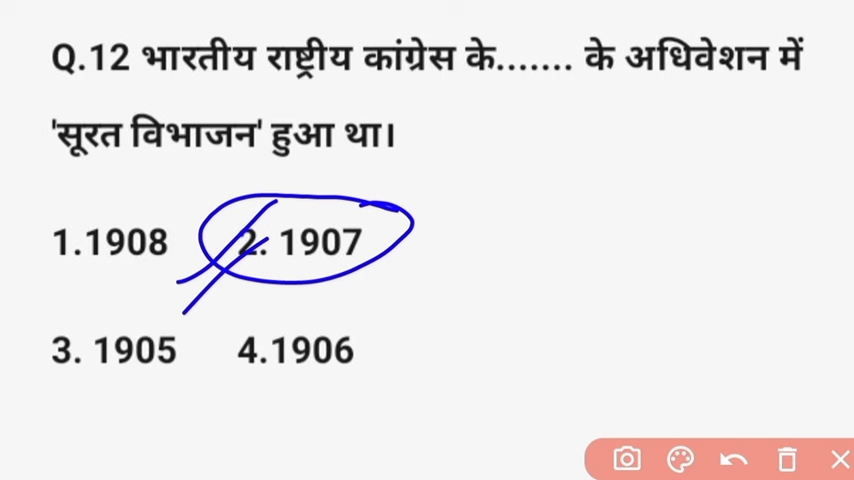 Q.12 भारतीय राष्ट्रीय कांग्रेस के....... के अधिवेशन में
'सूरत विभाजन' हुआ था।
1.1908 2. 1907
3. 1905 4.1906